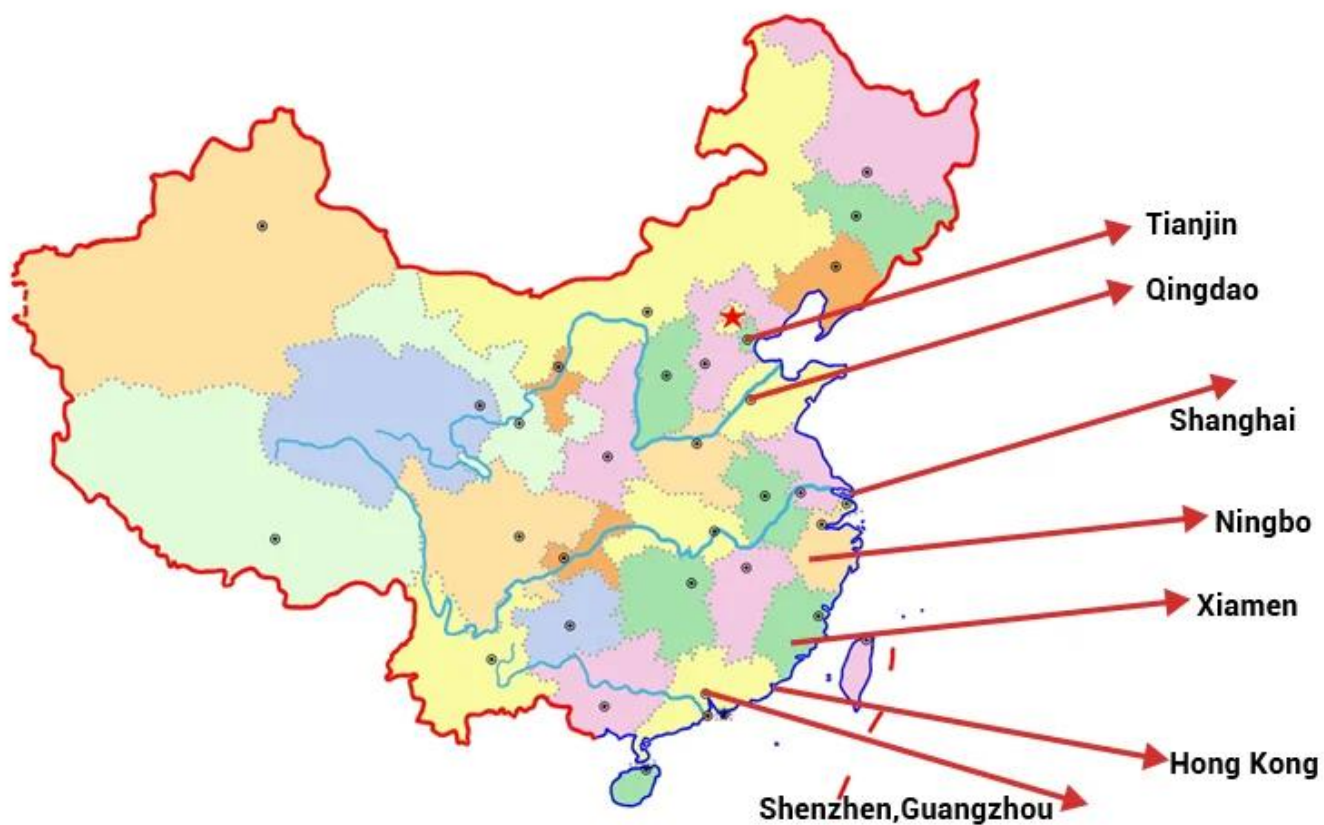 Tianjin
Qingdao
Shanghai
Ningbo
Xiamen
Hong Kong
Shenzhen,Guangzhou